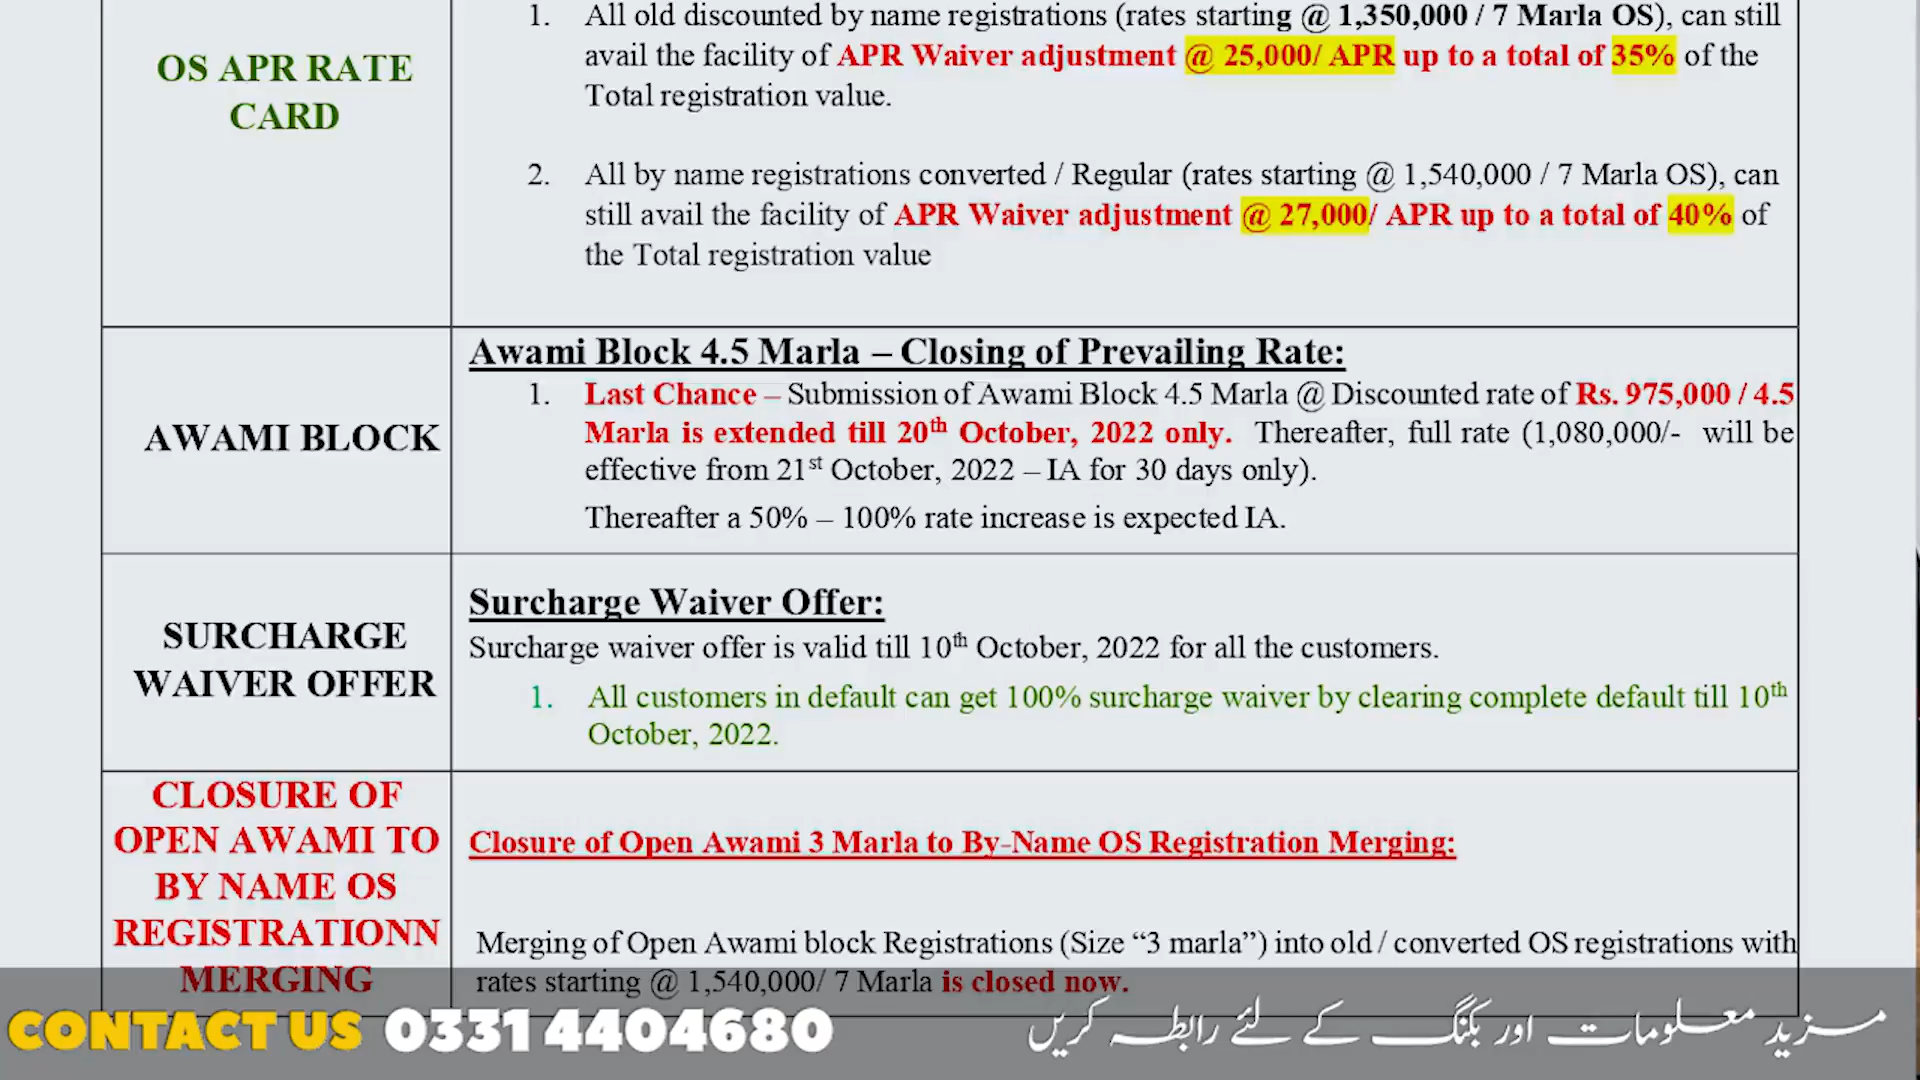 OS APR RATE
CARD
1. All old discounted by name registrations (rates starting @ 1,350,000 / 7 Marla OS), can still
avail the facility of APR Waiver adjustment @ 25,000/ APR up to a total of 35% of the
Total registration value.
2. All by name registrations converted / Regular (rates starting @ 1,540,000 / 7 Marla OS), can
still avail the facility of APR Waiver adjustment @ 27,000/ APR up to a total of 40% of
the Total registration value
AWAMI BLOCK
Awami Block 4.5 Marla – Closing of Prevailing Rate:
1. Last Chance – Submission of Awami Block 4.5 Marla @ Discounted rate of Rs. 975,000 / 4.5
Marla is extended till 20th October, 2022 only. Thereafter, full rate (1,080,000/- will be
effective from 21st October, 2022 – IA for 30 days only).
Thereafter a 50% – 100% rate increase is expected IA.
SURCHARGE
WAIVER OFFER
Surcharge Waiver Offer:
Surcharge waiver offer is valid till 10th October, 2022 for all the customers.
1. All customers in default can get 100% surcharge waiver by clearing complete default till 10th
October, 2022.
CLOSURE OF
OPEN AWAMI TO
BY NAME OS
REGISTRATIONN
MERGING
Closure of Open Awami 3 Marla to By-Name OS Registration Merging:
Merging of Open Awami block Registrations (Size “3 marla”) into old / converted OS registrations with
rates starting @ 1,540,000/ 7 Marla is closed now.
CONTACT US 0331 4404680
مزید معلومات اور بکنگ کے لئے رابطہ کریں